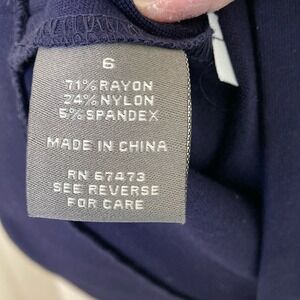 6
71% RAYON
24% NYLON
5% SPANDEX
MADE IN CHINA
RN 67473
SEE REVERSE
FOR CARE